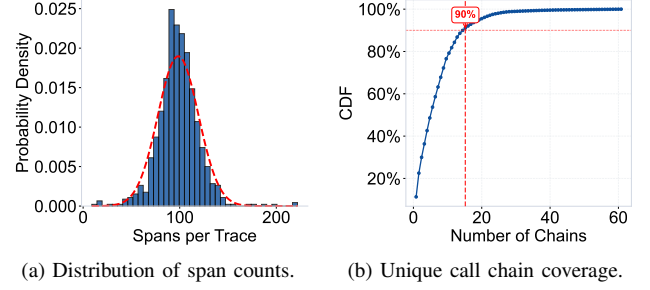 0.025
0.020
0.015
0.010
0.005
0.000
Probability Density
0 100 200
Spans per Trace
(a) Distribution of span counts.
100%
80%
60%
40%
20%
CDF
90%
0 20 40 60
Number of Chains
(b) Unique call chain coverage.